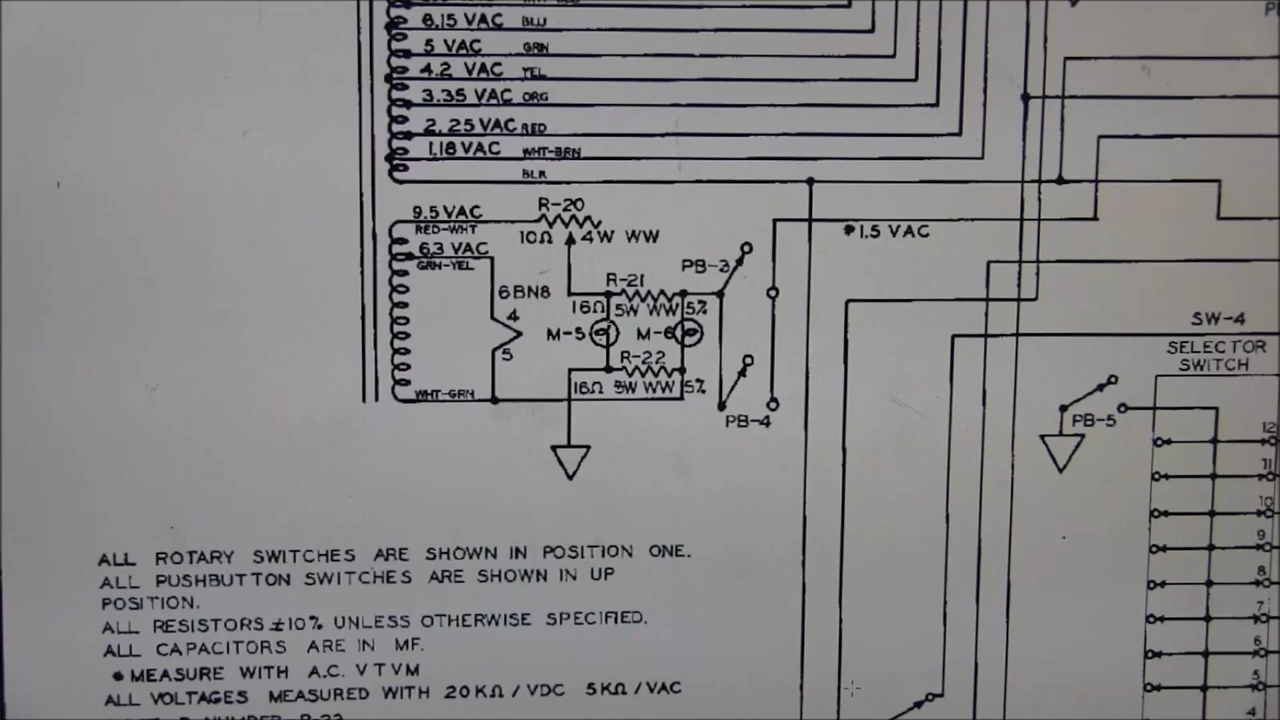 8.15 VAC BLU
5 VAC GRN
4.2 VAC YEL
3.35 VAC ORG
2.25 VAC RED
1.18 VAC WHT-BRN
BLK
9.5 VAC
RED-WHT
R-20
10Ω 4W WW
6.3 VAC
GRN-YEL
6BN8
4
5
R-21
16Ω 5W WW 5%
M-5
M-6
R-22
16Ω 5W WW 5%
WHT-GRN
PB-3
PB-4
•1.5 VAC
SW-4
SELECTOR
SWITCH
PB-5
12
11
10
9
8
7
6
5
4
ALL ROTARY SWITCHES ARE SHOWN IN POSITION ONE.
ALL PUSHBUTTON SWITCHES ARE SHOWN IN UP
POSITION.
ALL RESISTORS ±10% UNLESS OTHERWISE SPECIFIED.
ALL CAPACITORS ARE IN MF.
• MEASURE WITH A.C. VTVM
ALL VOLTAGES MEASURED WITH 20KΩ/VDC 5KΩ/VAC